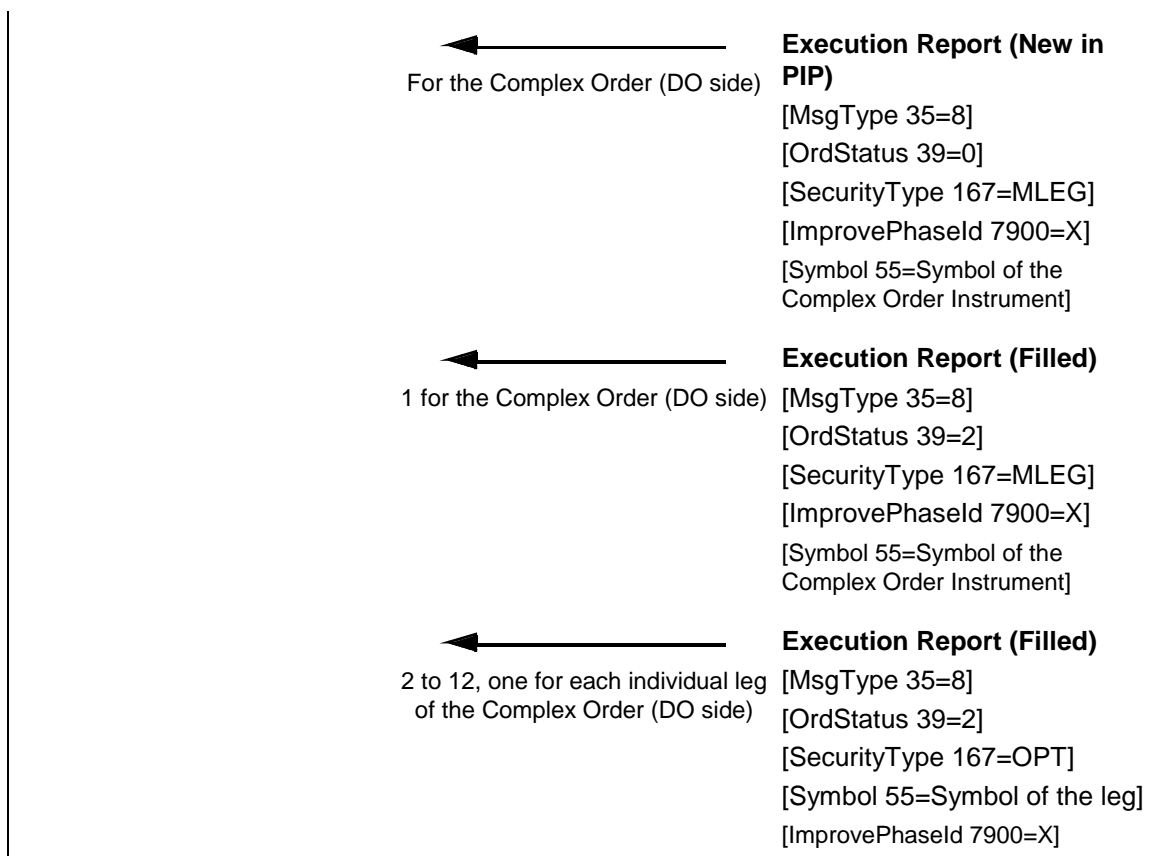 Execution Report (New in
PIP)
For the Complex Order (DO side)
[MsgType 35=8]
[OrdStatus 39=0]
[SecurityType 167=MLEG]
[ImprovePhaseId 7900=X]
[Symbol 55=Symbol of the
Complex Order Instrument]
Execution Report (Filled)
1 for the Complex Order (DO side)
[MsgType 35=8]
[OrdStatus 39=2]
[SecurityType 167=MLEG]
[ImprovePhaseId 7900=X]
[Symbol 55=Symbol of the
Complex Order Instrument]
Execution Report (Filled)
2 to 12, one for each individual leg
of the Complex Order (DO side)
[MsgType 35=8]
[OrdStatus 39=2]
[SecurityType 167=OPT]
[Symbol 55=Symbol of the leg]
[ImprovePhaseId 7900=X]